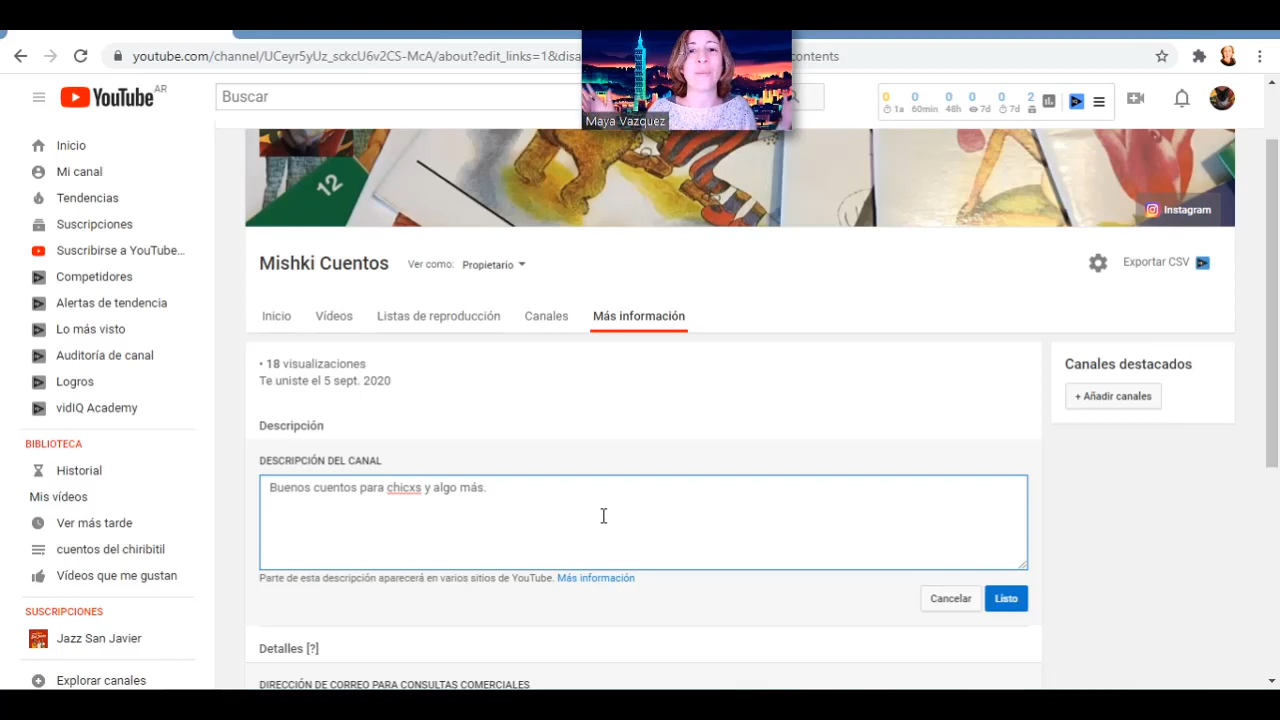 youtube.com/channel/UCeyr5yUz_sckcU6v2CS-McA/about?edit_links=1&disa
ontents
YouTube AR
Buscar
0 0 0 0 0 2
1a 60min 48h 7d 7d
Maya Vazquez
12
Instagram
Inicio
Mi canal
Tendencias
Suscripciones
Suscribirse a YouTube...
Competidores
Alertas de tendencia
Lo más visto
Auditoría de canal
Logros
vidIQ Academy
BIBLIOTECA
Historial
Mis vídeos
Ver más tarde
cuentos del chiribitil
Vídeos que me gustan
SUSCRIPCIONES
Jazz San Javier
Explorar canales
Mishki Cuentos
Ver como: Propietario
Exportar CSV
Inicio Vídeos Listas de reproducción Canales Más información
• 18 visualizaciones
Te uniste el 5 sept. 2020
Descripción
DESCRIPCIÓN DEL CANAL
Buenos cuentos para chicxs y algo más.
Parte de esta descripción aparecerá en varios sitios de YouTube. Más información
Cancelar Listo
Detalles [?]
DIRECCIÓN DE CORREO PARA CONSULTAS COMERCIALES
Canales destacados
+ Añadir canales